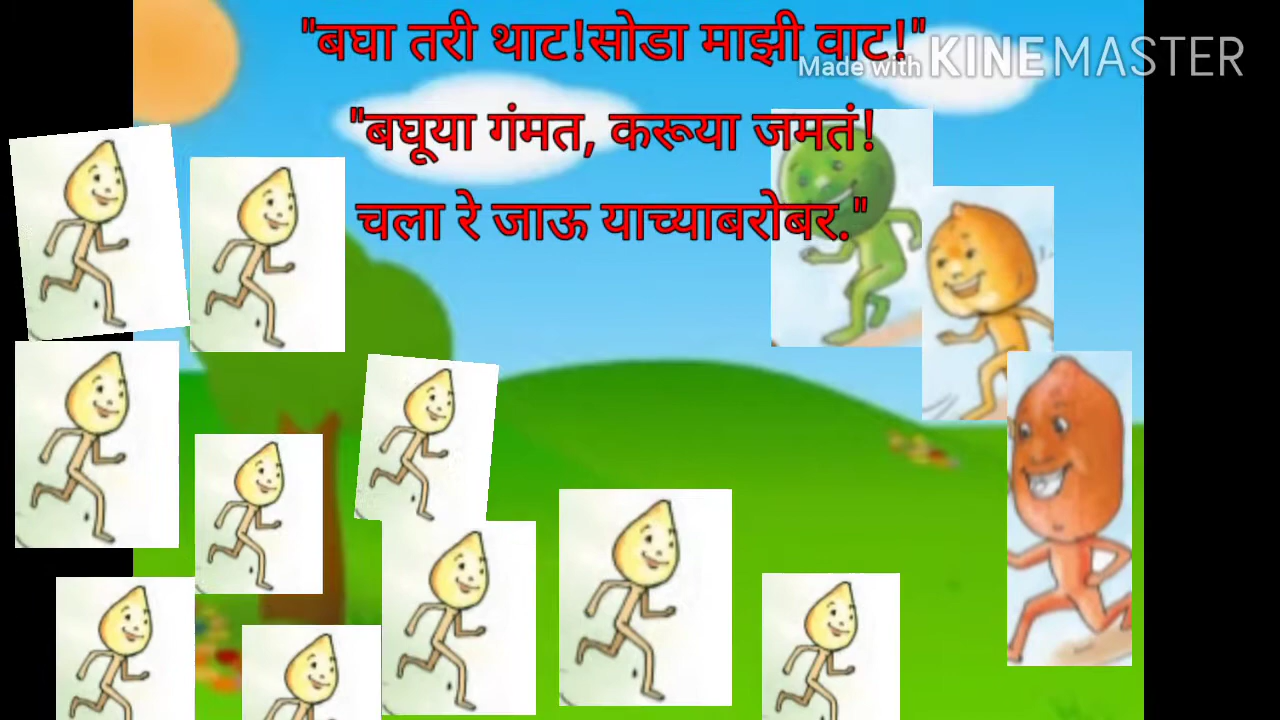 "बघा तरी थाट!सोडा माझी वाट!"
Made with KINEMASTER
"बघूया गंमत, करूया जमतं!
चला रे जाऊ याच्याबरोबर."